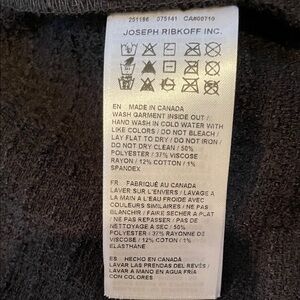 251186 075141 CA#00710
JOSEPH RIBKOFF INC.
EN MADE IN CANADA
WASH GARMENT INSIDE OUT /
HAND WASH IN COLD WATER WITH
LIKE COLORS / DO NOT BLEACH /
LAY FLAT TO DRY / DO NOT IRON /
DO NOT DRY CLEAN / 50%
POLYESTER / 37% VISCOSE
RAYON / 12% COTTON / 1%
SPANDEX
FR FABRIQUÉ AU CANADA
LAVER SUR L'ENVERS / LAVAGE A
LA MAIN A L'EAU FROIDE AVEC
COULEURS SIMILAIRES / NE PAS
BLANCHIR / FAIRE SÉCHER A PLAT
/ NE PAS REPASSER / PAS DE
NETTOYAGE A SEC / 50%
POLYESTER / 37% RAYONNE DE
VISCOSE / 12% COTON / 1%
ELASTHANE
ES HECHO EN CANADA
LAVAR LAS PRENDAS DEL REVÉS /
LAVAR A MANO EN AGUA FRIA
CON COLORES